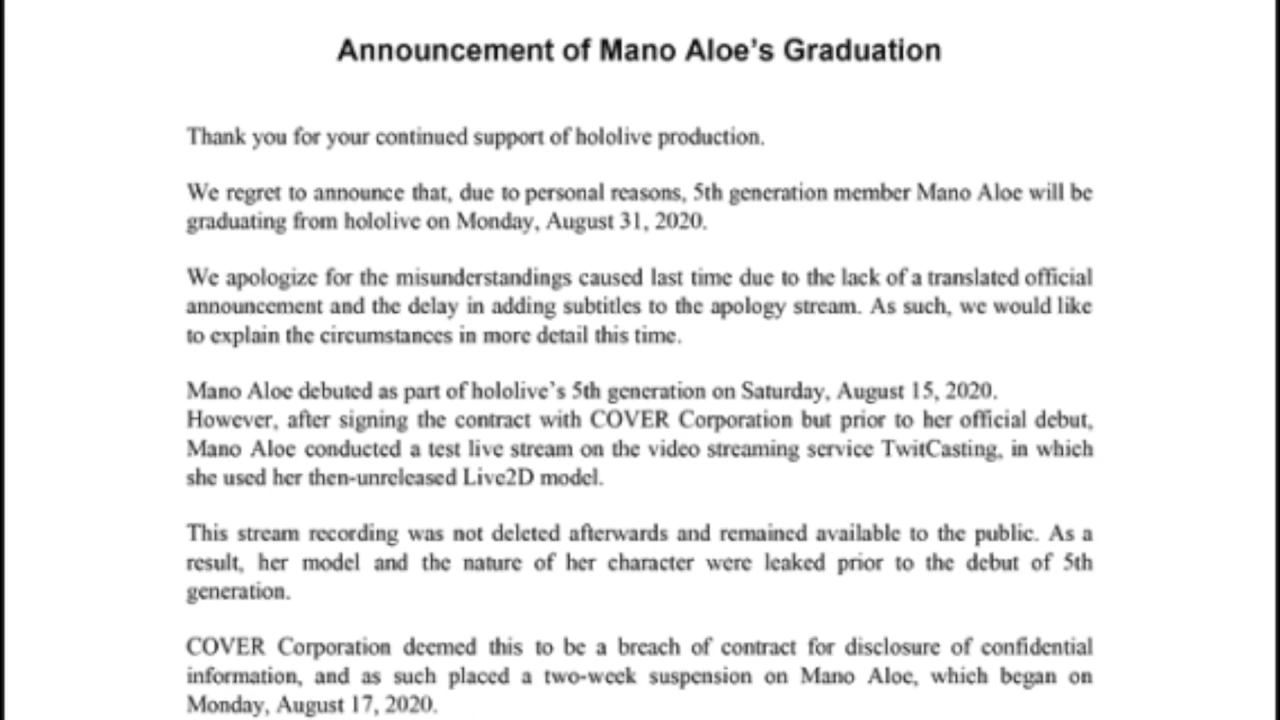 Announcement of Mano Aloe’s Graduation
Thank you for your continued support of hololive production.
We regret to announce that, due to personal reasons, 5th generation member Mano Aloe will be
graduating from hololive on Monday, August 31, 2020.
We apologize for the misunderstandings caused last time due to the lack of a translated official
announcement and the delay in adding subtitles to the apology stream. As such, we would like
to explain the circumstances in more detail this time.
Mano Aloe debuted as part of hololive’s 5th generation on Saturday, August 15, 2020.
However, after signing the contract with COVER Corporation but prior to her official debut,
Mano Aloe conducted a test live stream on the video streaming service TwitCasting, in which
she used her then-unreleased Live2D model.
This stream recording was not deleted afterwards and remained available to the public. As a
result, her model and the nature of her character were leaked prior to the debut of 5th
generation.
COVER Corporation deemed this to be a breach of contract for disclosure of confidential
information, and as such placed a two-week suspension on Mano Aloe, which began on
Monday, August 17, 2020.